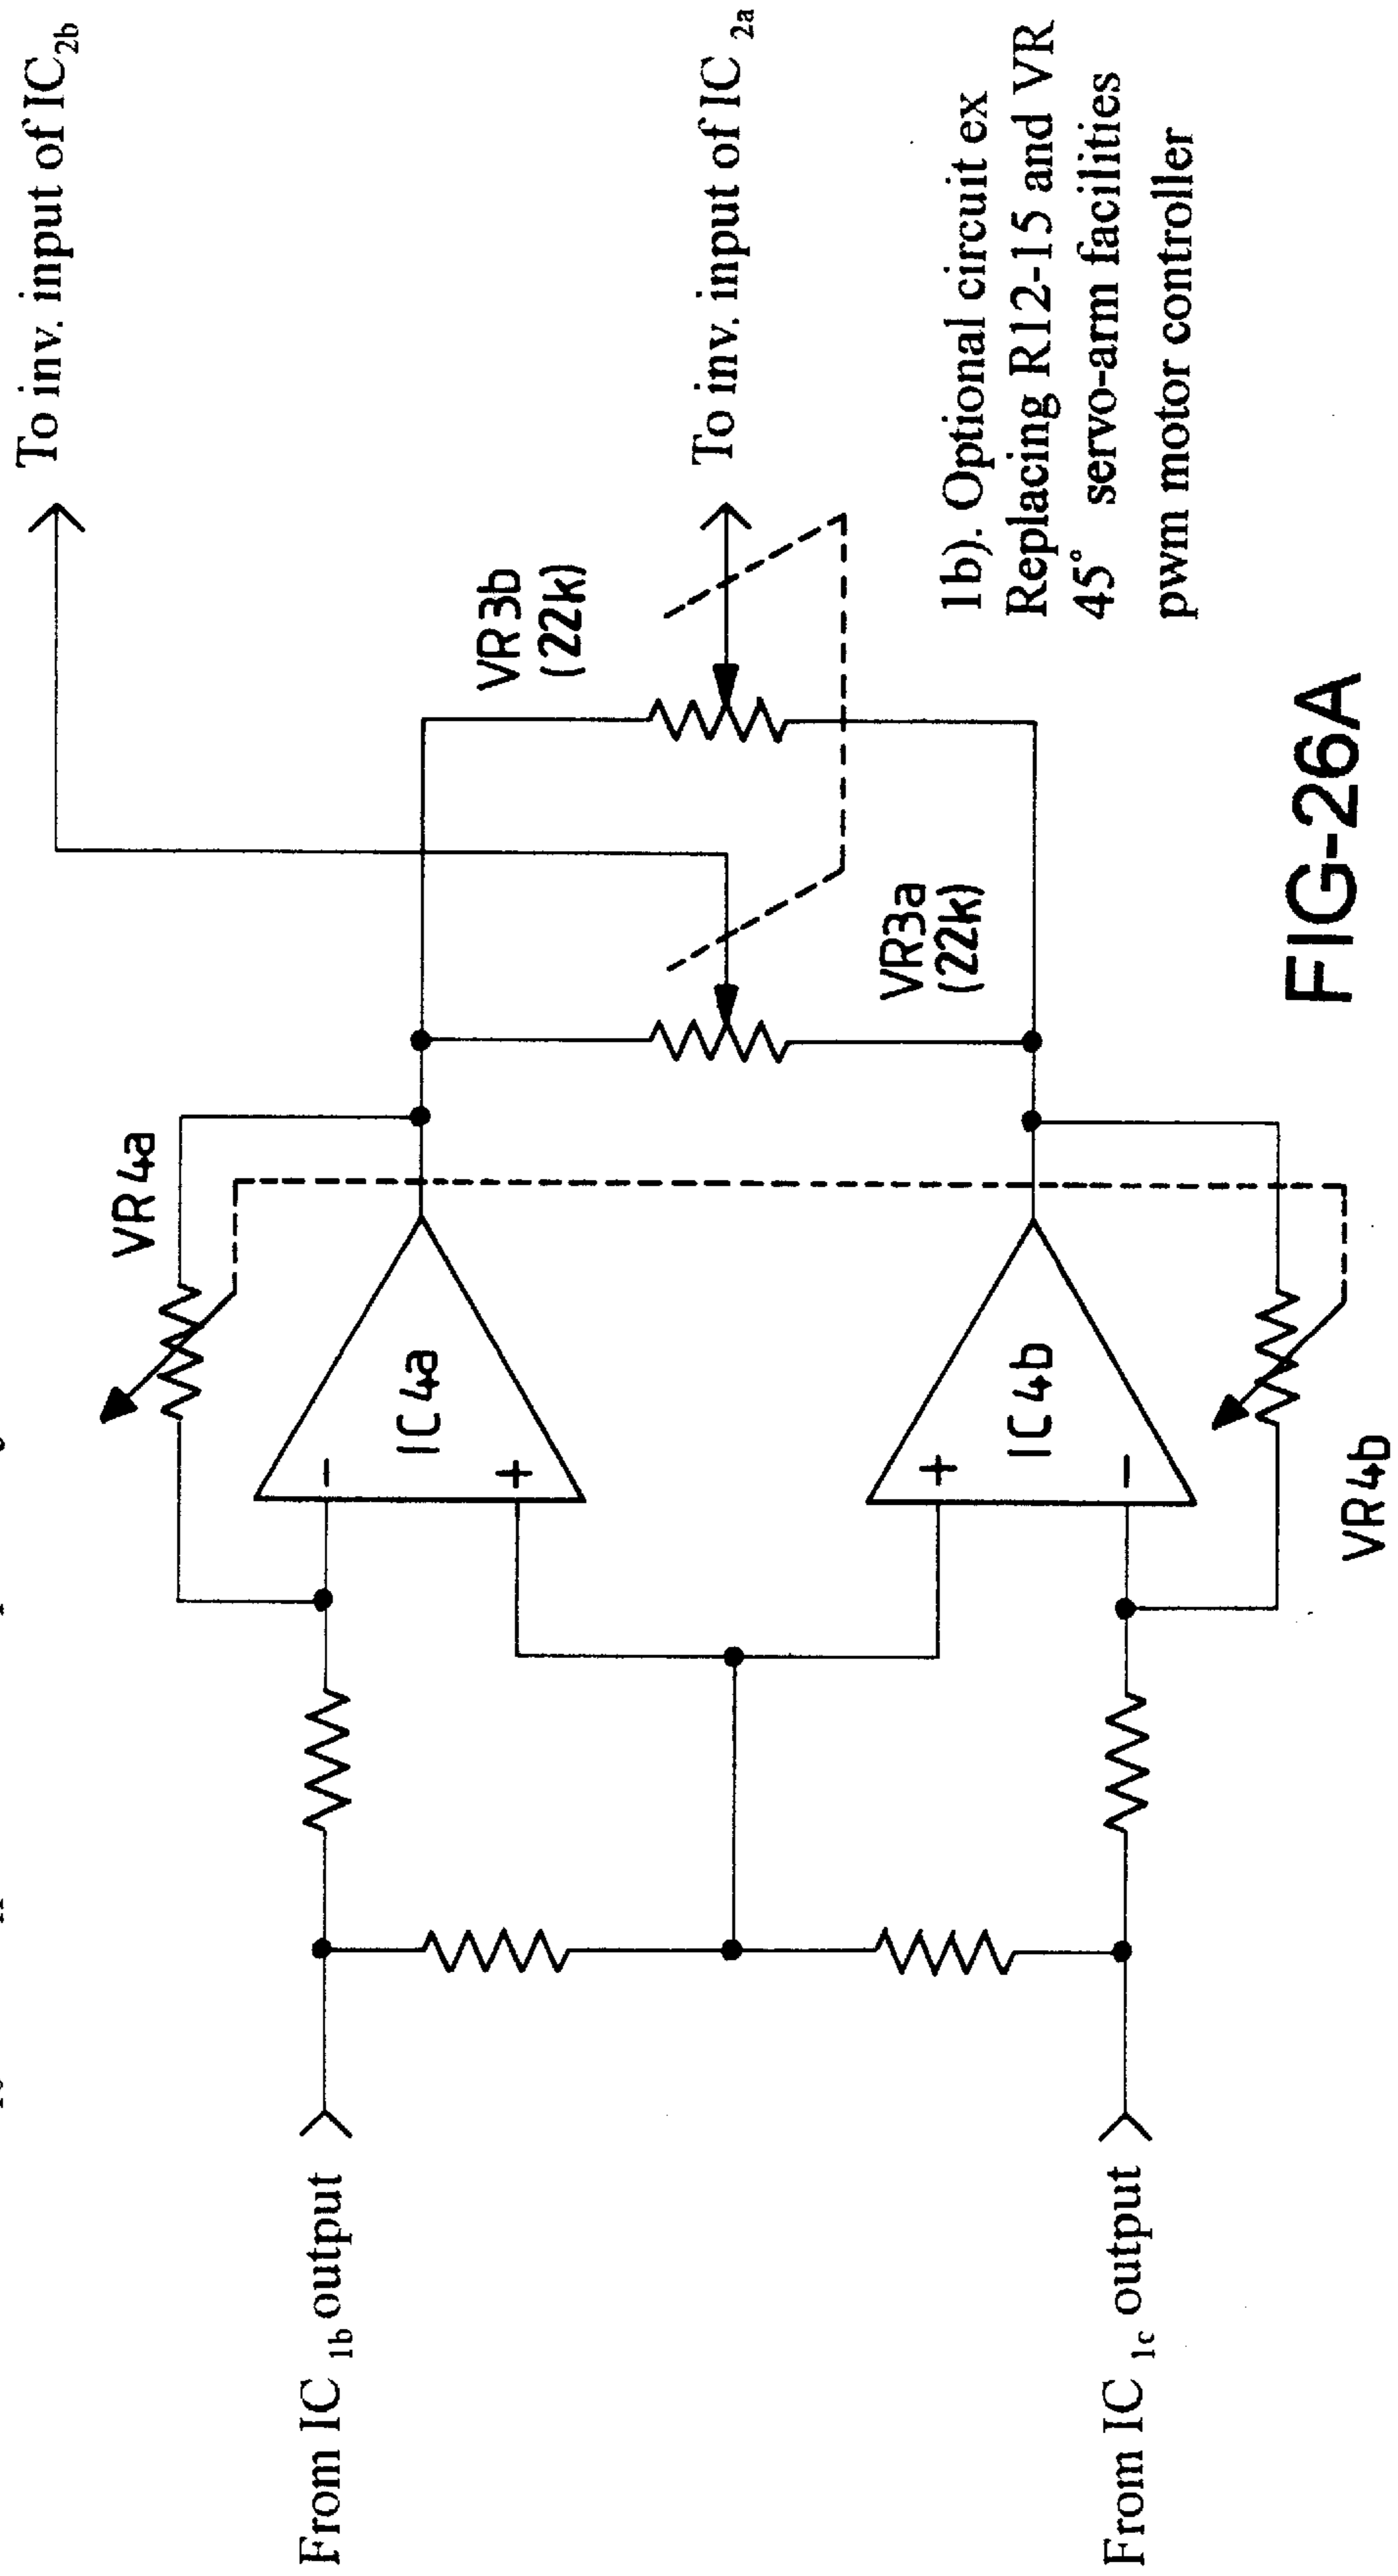 To inv. input of IC2b
VR4a
VR3b
(22k)
IC4a
-
+
To inv. input of IC 2a
VR3a
(22k)
+
-
IC4b
VR4b
From IC 1b output
From IC 1c output
1b). Optional circuit ex
Replacing R12-15 and VR
45° servo-arm facilities
pwm motor controller
FIG-26A